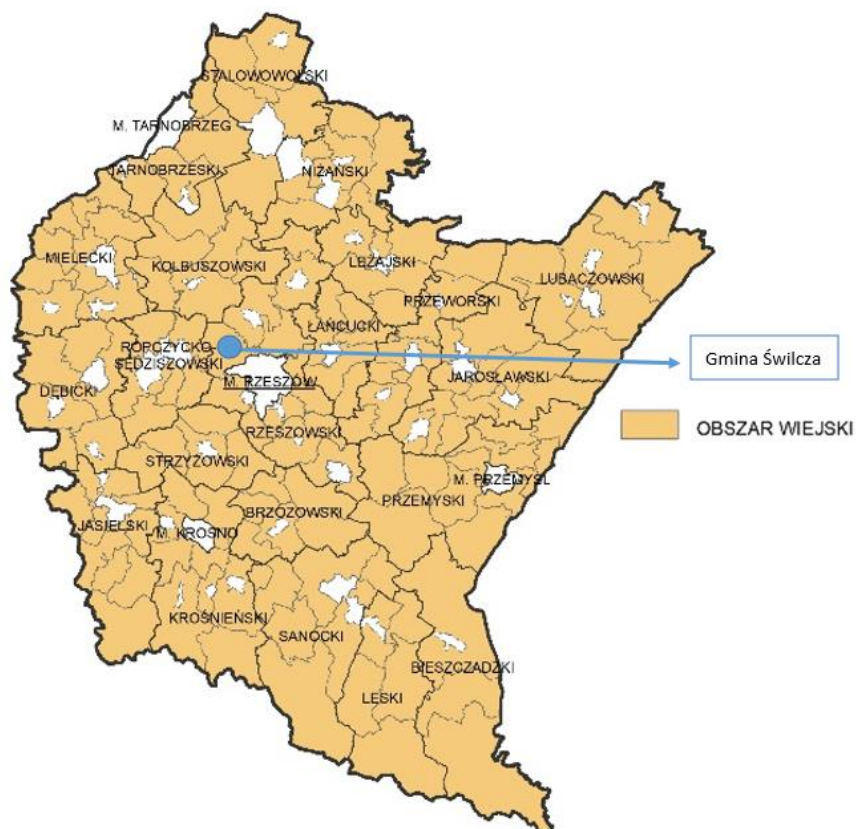 STALOWOWOLSKI
M. TARNOBRZEG
TARNOBRZESKI
NIŻAŃSKI
MIELECKI
KOLBUSZOWSKI
LEŻAJSKI
LUBACZOWSKI
PRZEWORSKI
ŁAŃCUCKI
ROPCZYCKO-
SĘDZISZOWSKI
Gmina Świlcza
DĘBICKI
M. RZESZÓW
JAROSŁAWSKI
RZESZOWSKI
OBSZAR WIEJSKI
STRZYŻOWSKI
M. PRZEMYŚL
PRZEMYSKI
JASIELSKI
M. KROSNO
BRZOZOWSKI
KROŚNIEŃSKI
SANOCKI
BIESZCZADZKI
LESKI